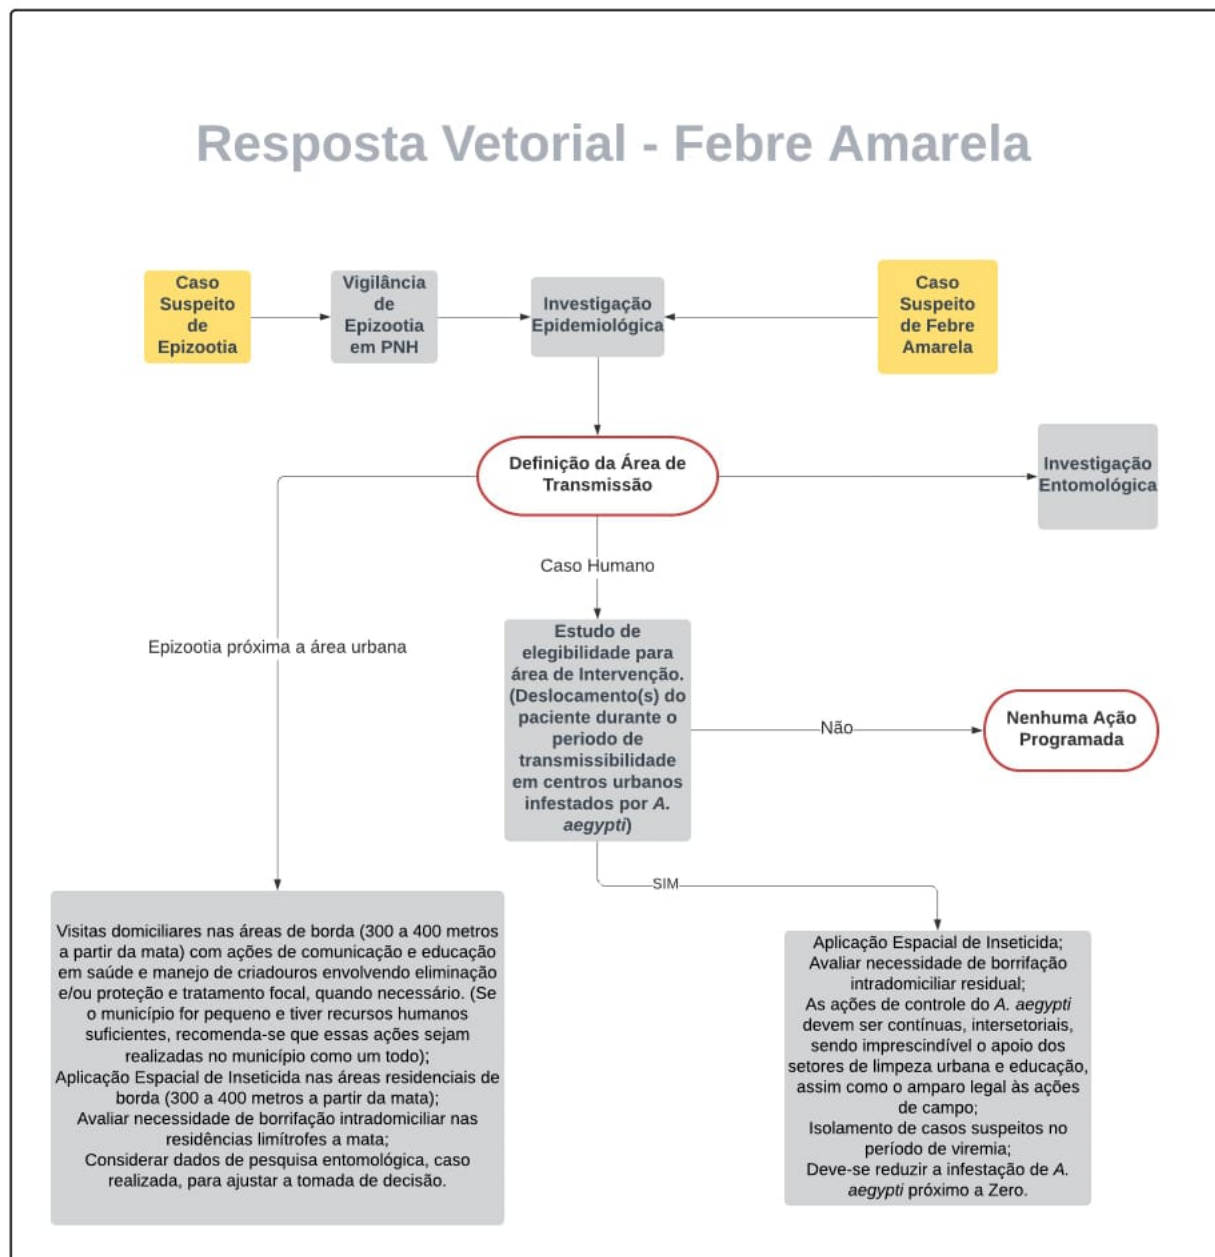 Resposta Vetorial - Febre Amarela
Caso
Suspeito
de
Epizootia
Vigilância
de
Epizootia
em PNH
Investigação
Epidemiológica
Caso
Suspeito
de Febre
Amarela
Definição da Área de
Transmissão
Investigação
Entomológica
Caso Humano
Epizootia próxima a área urbana
Estudo de
elegibilidade para
área de Intervenção.
(Deslocamento(s) do
paciente durante o
periodo de
transmissibilidade
em centros urbanos
infestados por A.
aegypti)
Não
Nenhuma Ação
Programada
SIM
Visitas domiciliares nas áreas de borda (300 a 400 metros
a partir da mata) com ações de comunicação e educação
em saúde e manejo de criadouros envolvendo eliminação
e/ou proteção e tratamento focal, quando necessário. (Se
o município for pequeno e tiver recursos humanos
suficientes, recomenda-se que essas ações sejam
realizadas no município como um todo);
Aplicação Espacial de Inseticida nas áreas residenciais de
borda (300 a 400 metros a partir da mata);
Avaliar necessidade de borrifação intradomiciliar nas
residências limítrofes a mata;
Considerar dados de pesquisa entomológica, caso
realizada, para ajustar a tomada de decisão.
Aplicação Espacial de Inseticida;
Avaliar necessidade de borrifação
intradomiciliar residual;
As ações de controle do A. aegypti
devem ser contínuas, intersetoriais,
sendo imprescindível o apoio dos
setores de limpeza urbana e educação,
assim como o amparo legal às ações
de campo;
Isolamento de casos suspeitos no
período de viremia;
Deve-se reduzir a infestação de A.
aegypti próximo a Zero.